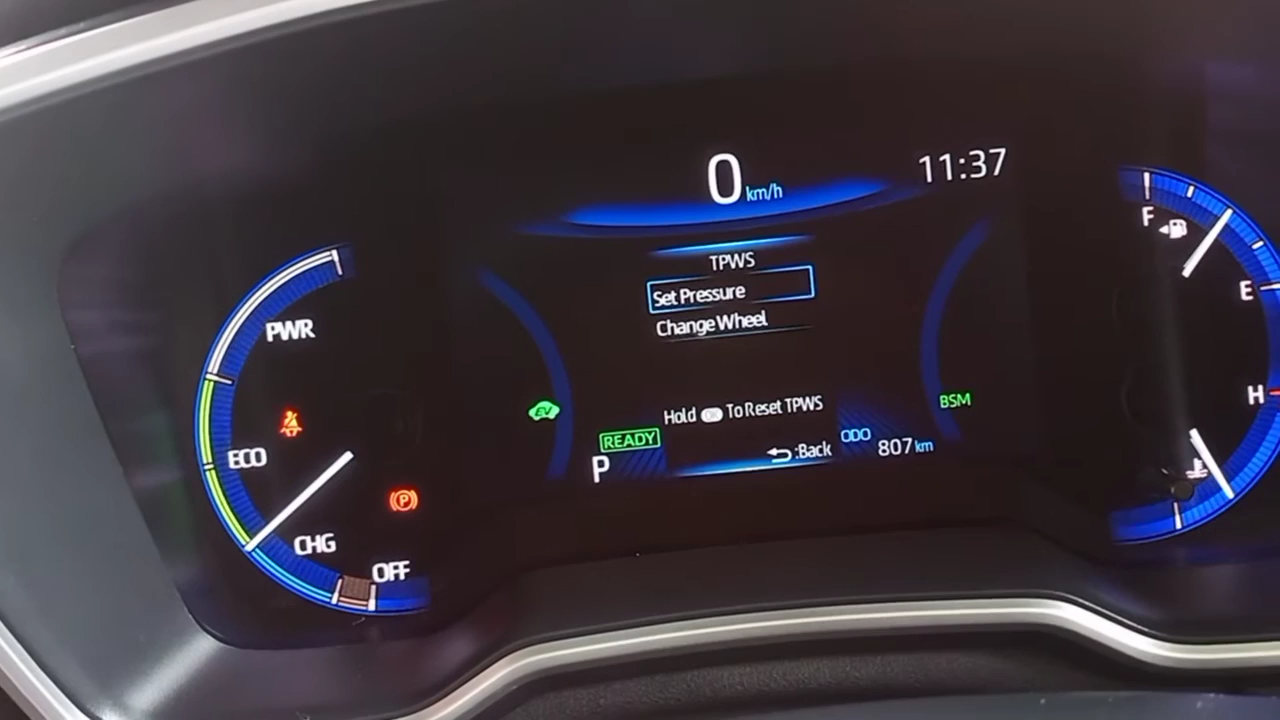 0 km/h
11:37
TPWS
Set Pressure
Change Wheel
Hold OK To Reset TPWS
:Back
ODO 807 km
READY
P
EV
BSM
PWR
ECO
CHG
OFF
P
F
E
H